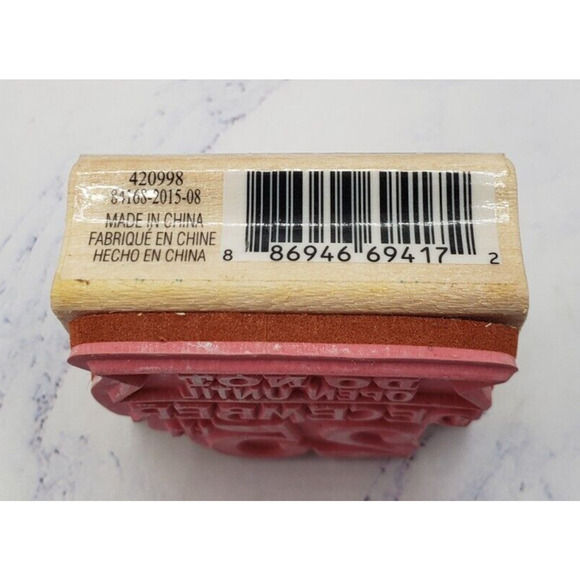 420998
84168-2015-08
MADE IN CHINA
FABRIQUÉ EN CHINE
HECHO EN CHINA
8 86946 69417 2
DO NOT
OPEN UNTIL
DECEMBER
25